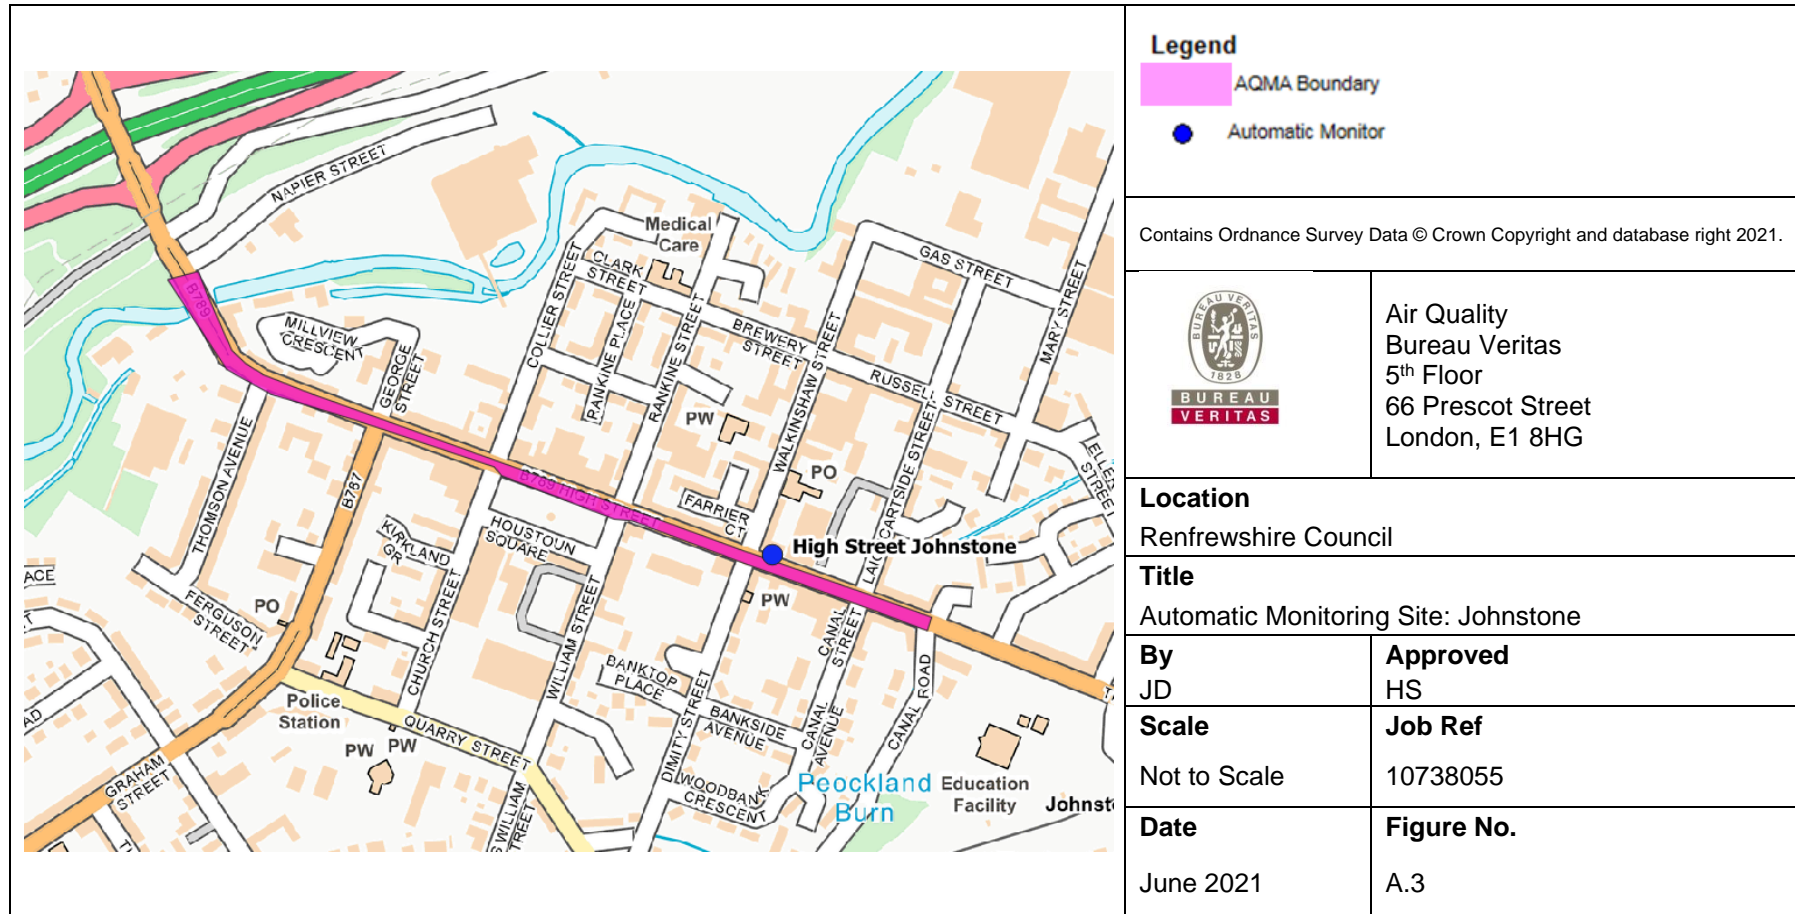 NAPIER STREET
B789
MILLVIEW
CRESCENT
GEORGE
STREET
COLLIER STREET
CLARK
STREET
Medical
Care
RANKINE PLACE
RANKINE STREET
BREWERY
STREET
WALKINSHAW STREET
GAS STREET
MARY STREET
RUSSELL STREET
PW
PO
LAIGH CARTSIDE STREET
STREET
THOMSON AVENUE
B787
B789 HIGH STREET
FARRIER
CT
High Street Johnstone
KIRKLAND
GR
HOUSTOUN
SQUARE
PW
ACE
FERGUSON
STREET
PO
CHURCH STREET
WILLIAM STREET
CANAL
STREET
BANKTOP
PLACE
DIMITY STREET
BANKSIDE
AVENUE
CANAL
AVENUE
CANAL ROAD
Police
Station
QUARRY STREET
PW
PW
GRAHAM
STREET
WOODBANK
CRESCENT
Peockland
Burn
Education
Facility
Johnst
S WILLIAM
STREET
Legend
AQMA Boundary
Automatic Monitor
Contains Ordnance Survey Data © Crown Copyright and database right 2021.
BUREAU VERITAS
1828
BUREAU
VERITAS
Air Quality
Bureau Veritas
5th Floor
66 Prescot Street
London, E1 8HG
Location
Renfrewshire Council
Title
Automatic Monitoring Site: Johnstone
By
JD
Approved
HS
Scale
Not to Scale
Job Ref
10738055
Date
June 2021
Figure No.
A.3